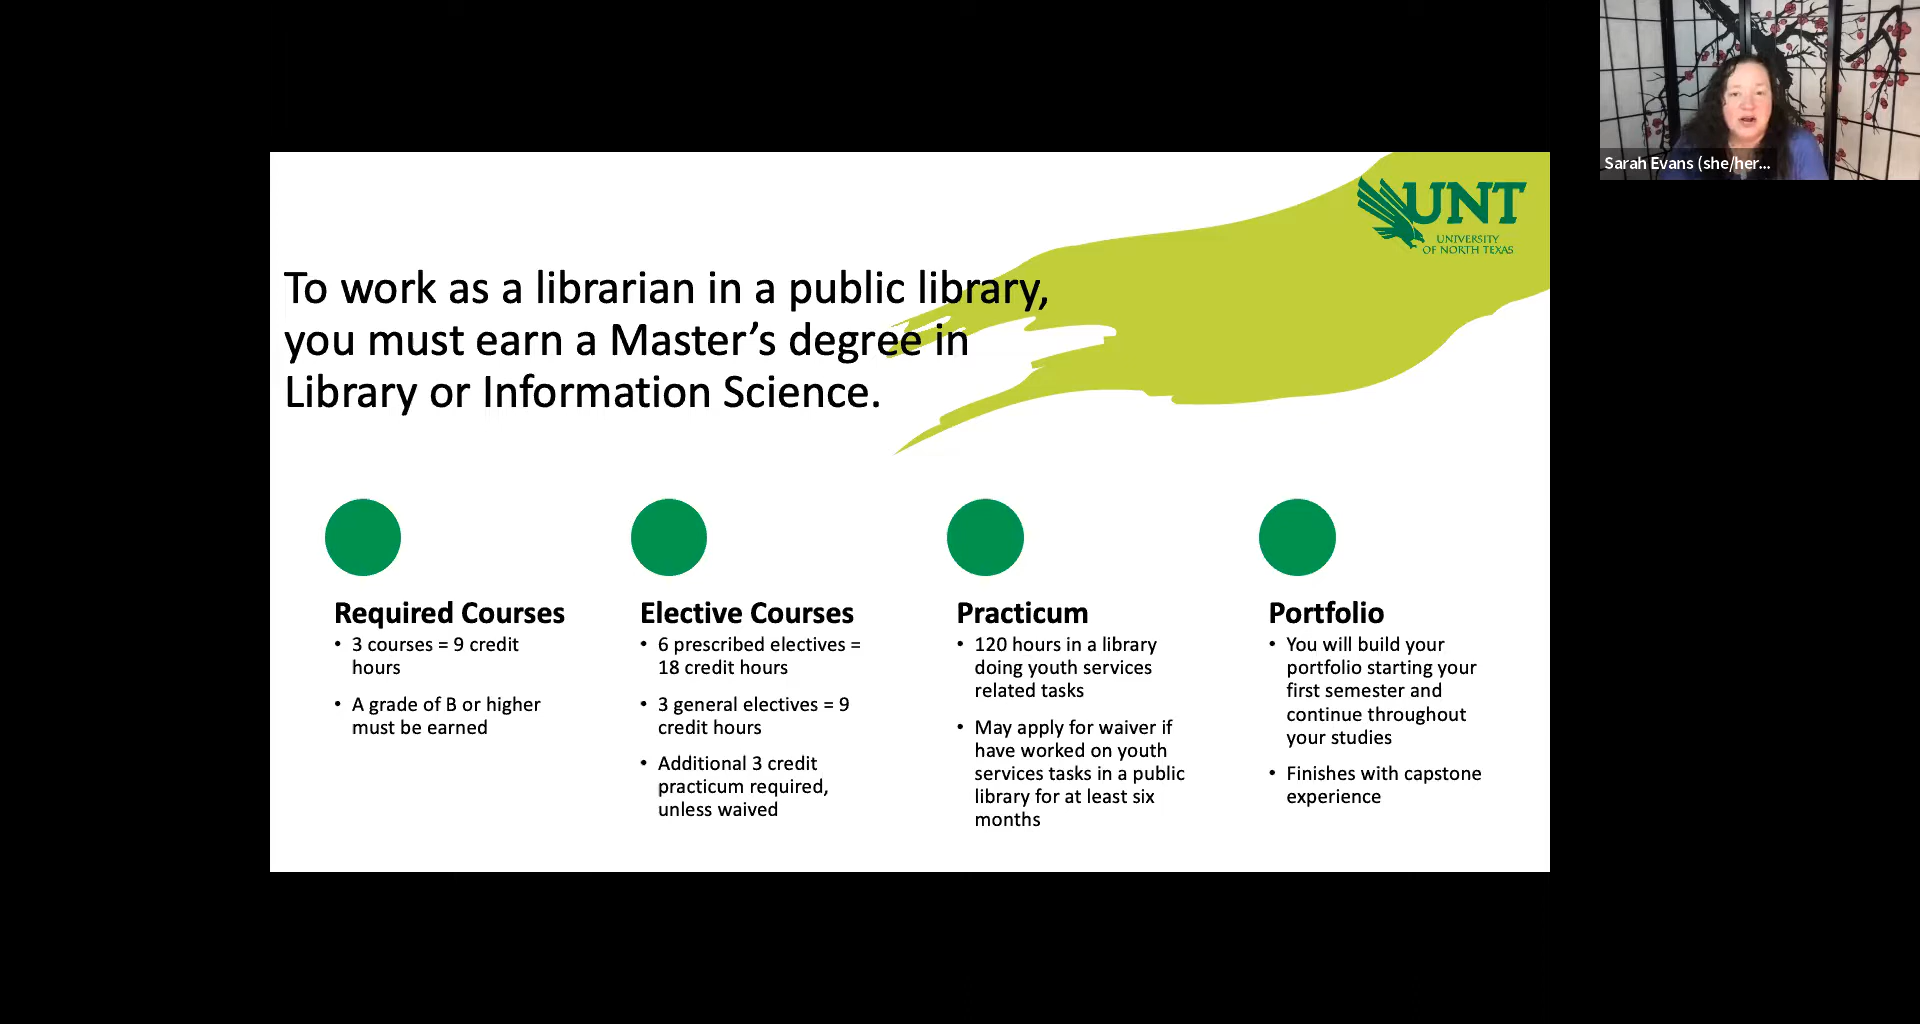 Sarah Evans (she/her...
UNT
UNIVERSITY
OF NORTH TEXAS
To work as a librarian in a public library,
you must earn a Master’s degree in
Library or Information Science.
Required Courses
• 3 courses = 9 credit
hours
• A grade of B or higher
must be earned
Elective Courses
• 6 prescribed electives =
18 credit hours
• 3 general electives = 9
credit hours
• Additional 3 credit
practicum required,
unless waived
Practicum
• 120 hours in a library
doing youth services
related tasks
• May apply for waiver if
have worked on youth
services tasks in a public
library for at least six
months
Portfolio
• You will build your
portfolio starting your
first semester and
continue throughout
your studies
• Finishes with capstone
experience